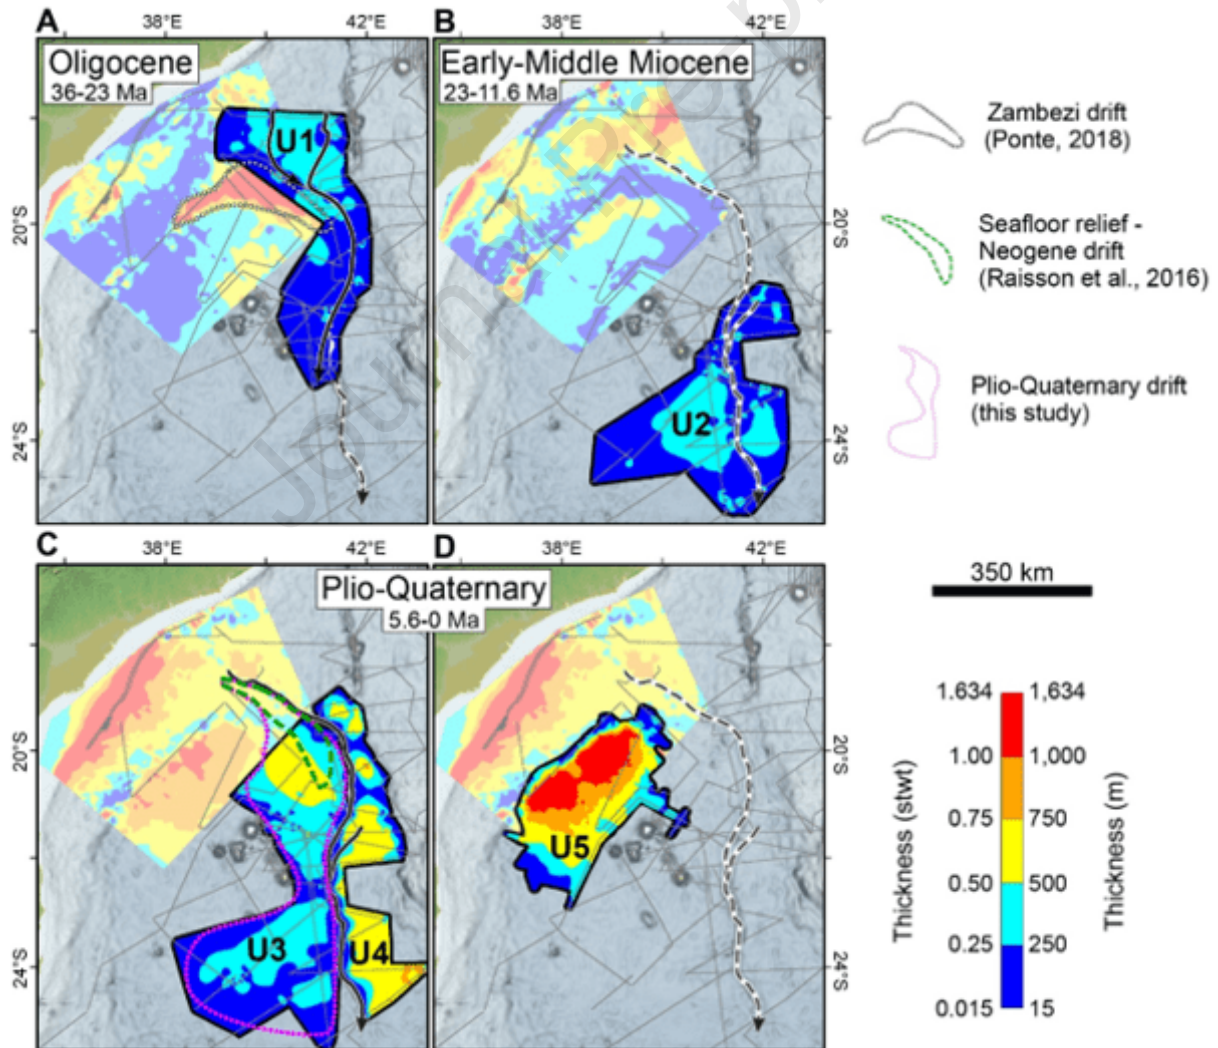 A
B
38°E
42°E
38°E
42°E
Oligocene
36-23 Ma
Early-Middle Miocene
23-11.6 Ma
U1
U2
20°S
24°S
20°S
24°S
Zambezi drift
(Ponte, 2018)
Seafloor relief -
Neogene drift
(Raisson et al., 2016)
Plio-Quaternary drift
(this study)
C
D
38°E
42°E
38°E
42°E
Plio-Quaternary
5.6-0 Ma
U3
U4
U5
20°S
24°S
20°S
24°S
350 km
Thickness (stwt)
1.634
1.00
0.75
0.50
0.25
0.015
1,634
1,000
750
500
250
15
Thickness (m)